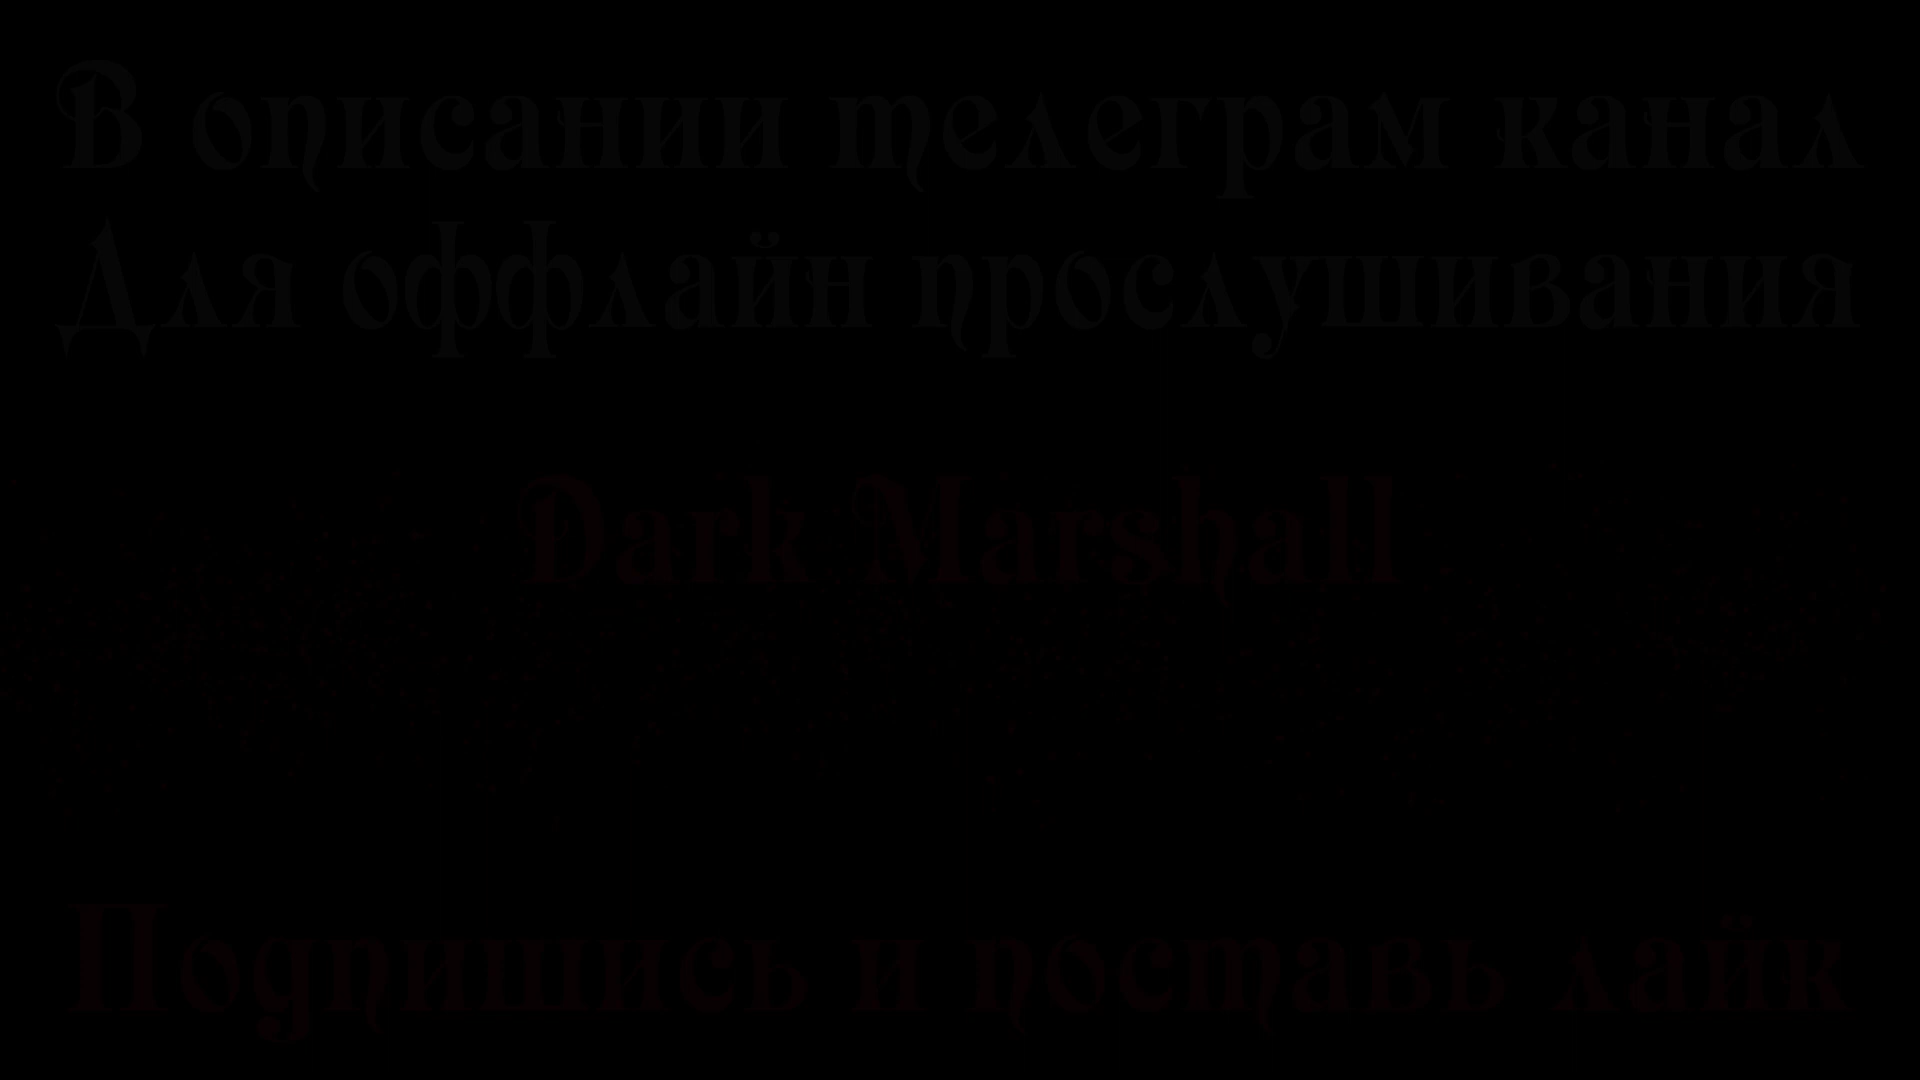 В описании телеграм канал
Для оффлайн прослушивания
Dark Marshall
Подпишись и поставь лайк